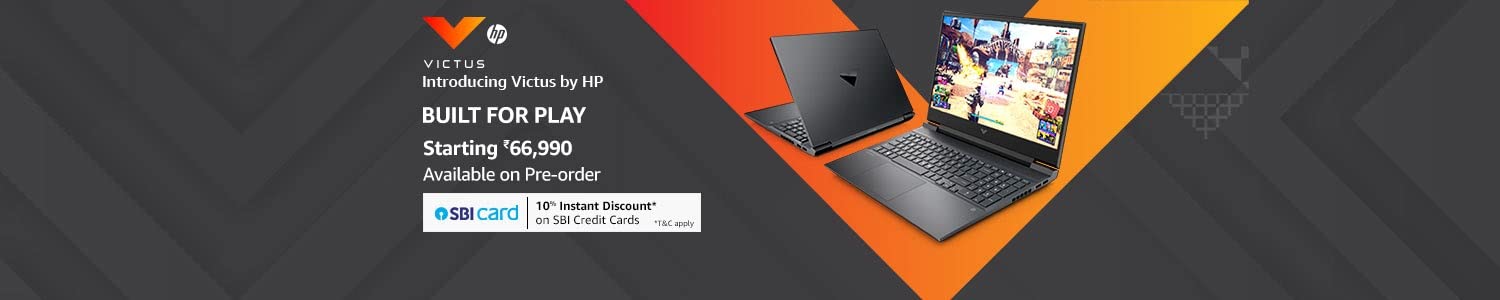 hp
VICTUS
Introducing Victus by HP
BUILT FOR PLAY
Starting ₹66,990
Available on Pre-order
SBI card
10% Instant Discount*
on SBI Credit Cards
*T&C apply